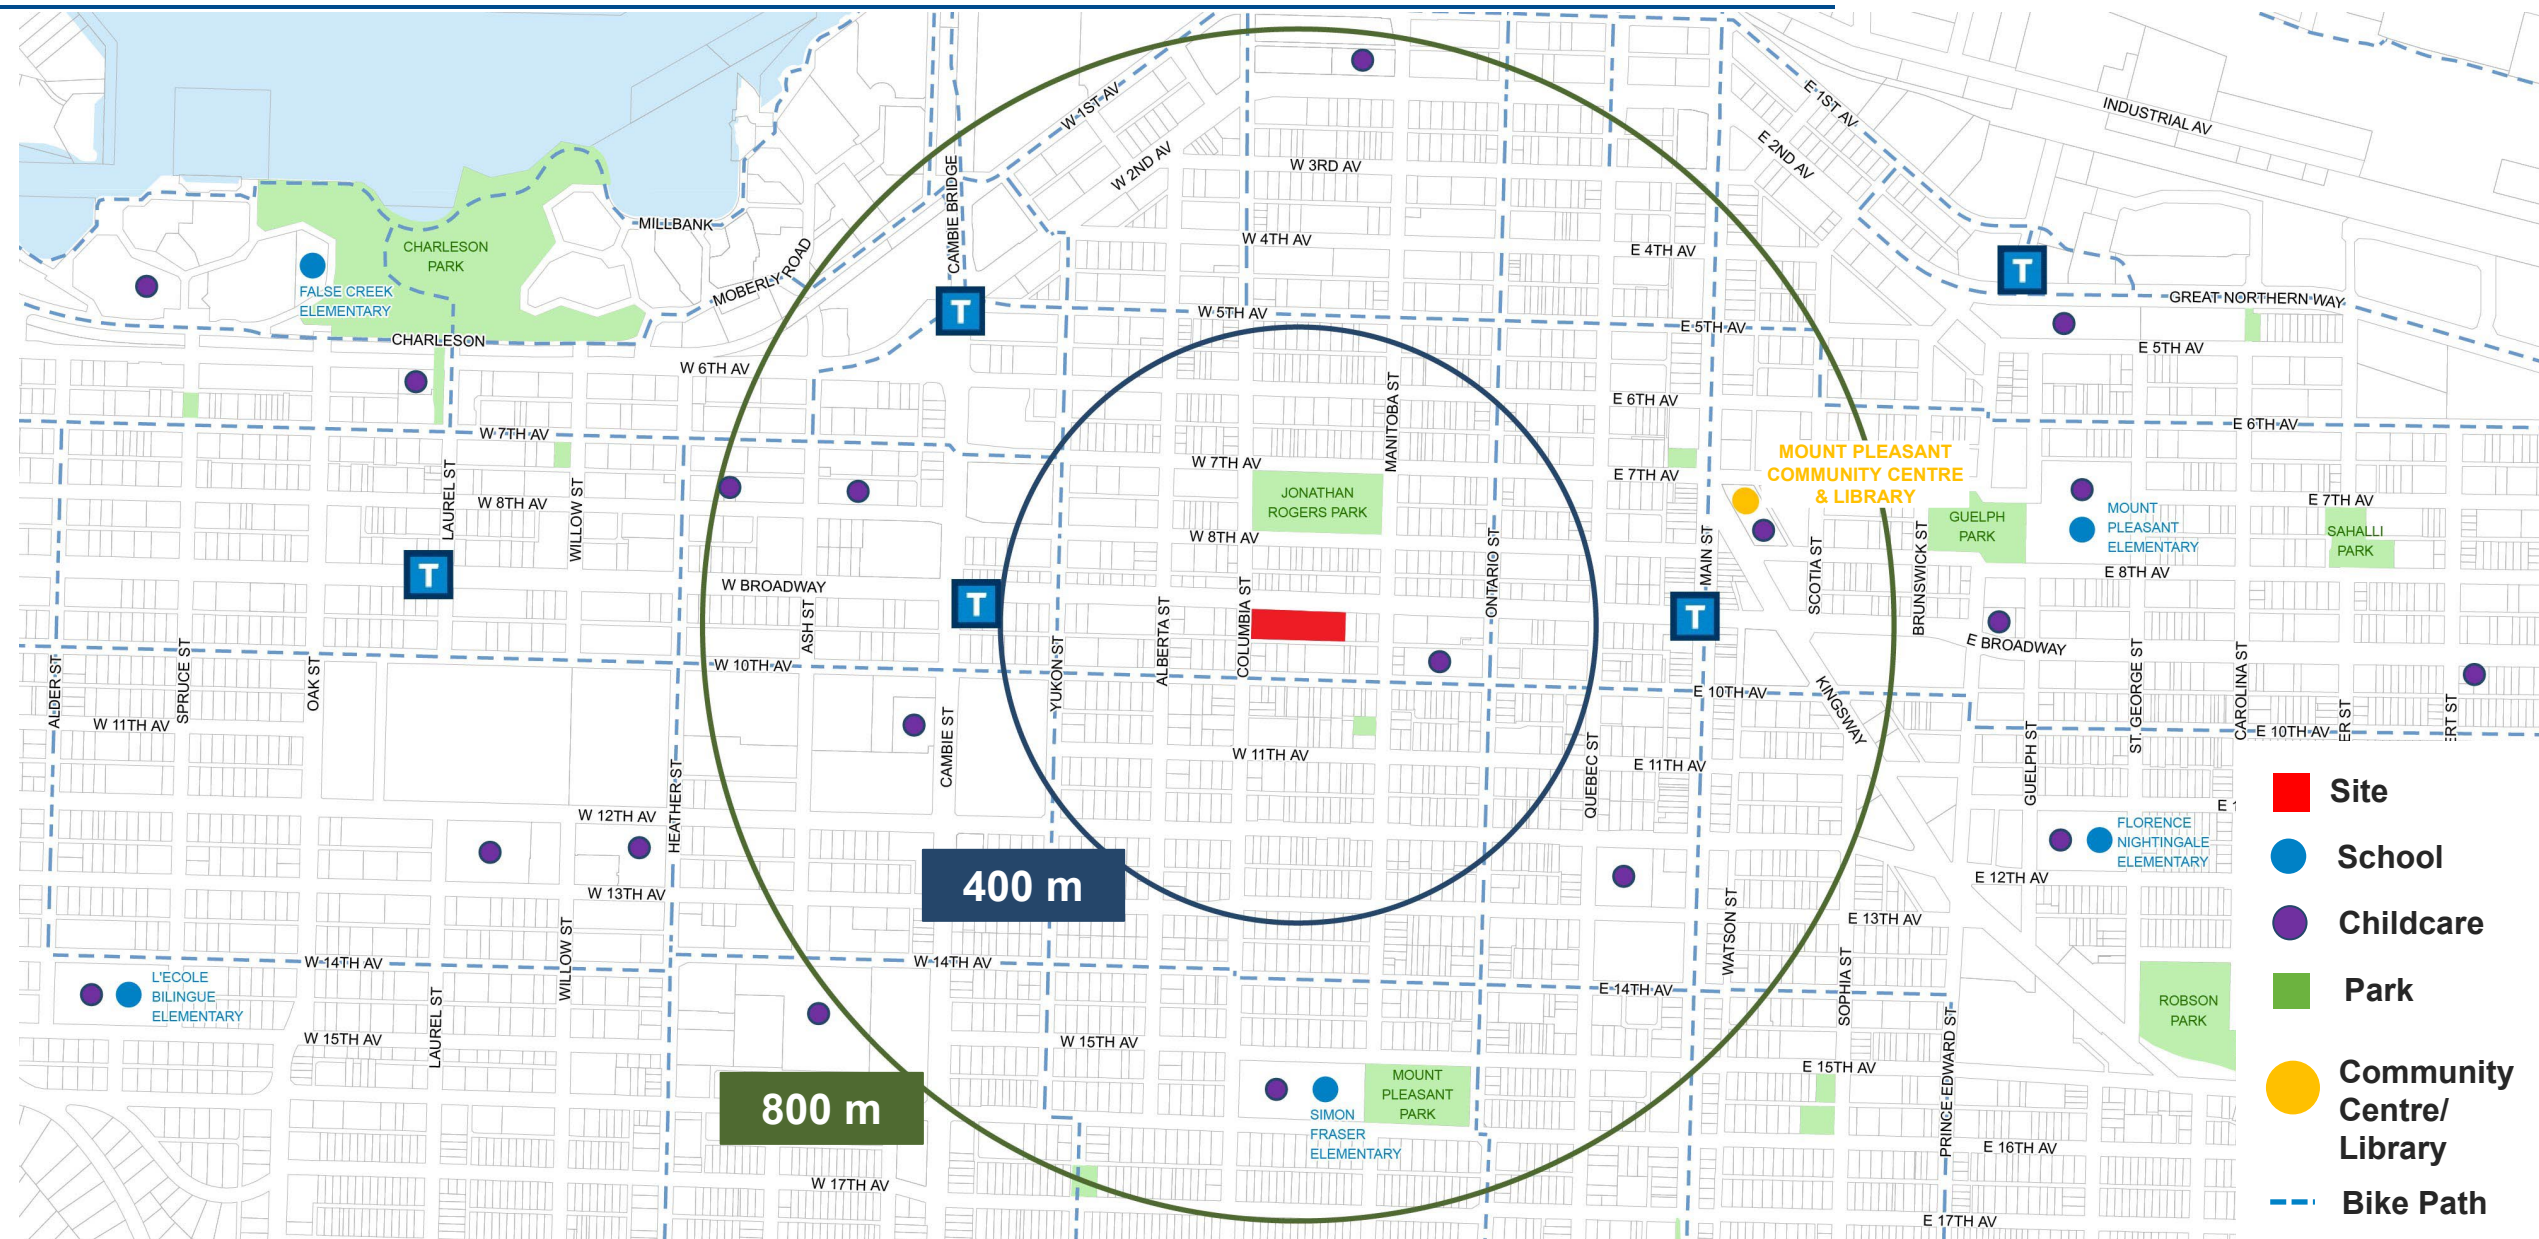 W 1ST AV
W 2ND AV
W 3RD AV
W 4TH AV
E 1ST AV
E 2ND AV
INDUSTRIAL AV
CAMBIE BRIDGE
MILLBANK
MOBERLY ROAD
CHARLESON
PARK
FALSE CREEK
ELEMENTARY
CHARLESON
E 4TH AV
T
T
GREAT NORTHERN WAY
W 5TH AV
E 5TH AV
E 5TH AV
W 6TH AV
E 6TH AV
E 6TH AV
MANITOBA ST
W 7TH AV
W 7TH AV
E 7TH AV
E 7TH AV
MOUNT PLEASANT
COMMUNITY CENTRE
& LIBRARY
JONATHAN
ROGERS PARK
LAUREL ST
W 8TH AV
WILLOW ST
W 8TH AV
GUELPH
PARK
MOUNT
PLEASANT
ELEMENTARY
SAHALLI
PARK
E 8TH AV
ONTARIO ST
MAIN ST
SCOTIA ST
BRUNSWICK ST
T
W BROADWAY
T
T
ASH ST
COLUMBIA ST
ALBERTA ST
YUKON ST
E BROADWAY
ALDER ST
SPRUCE ST
OAK ST
W 10TH AV
E 10TH AV
KINGSWAY
ST. GEORGE ST
CAROLINA ST
ER ST
ERT ST
E 10TH AV
W 11TH AV
W 11TH AV
E 11TH AV
CAMBIE ST
HEATHER ST
QUEBEC ST
GUELPH ST
W 12TH AV
E 1
FLORENCE
NIGHTINGALE
ELEMENTARY
E 12TH AV
400 m
W 13TH AV
E 13TH AV
WATSON ST
WILLOW ST
SOPHIA ST
W 14TH AV
W 14TH AV
E 14TH AV
L'ECOLE
BILINGUE
ELEMENTARY
LAUREL ST
ROBSON
PARK
W 15TH AV
W 15TH AV
E 15TH AV
PRINCE EDWARD ST
800 m
MOUNT
PLEASANT
PARK
SIMON
FRASER
ELEMENTARY
E 16TH AV
W 17TH AV
E 17TH AV
Site
School
Childcare
Park
Community
Centre/
Library
Bike Path